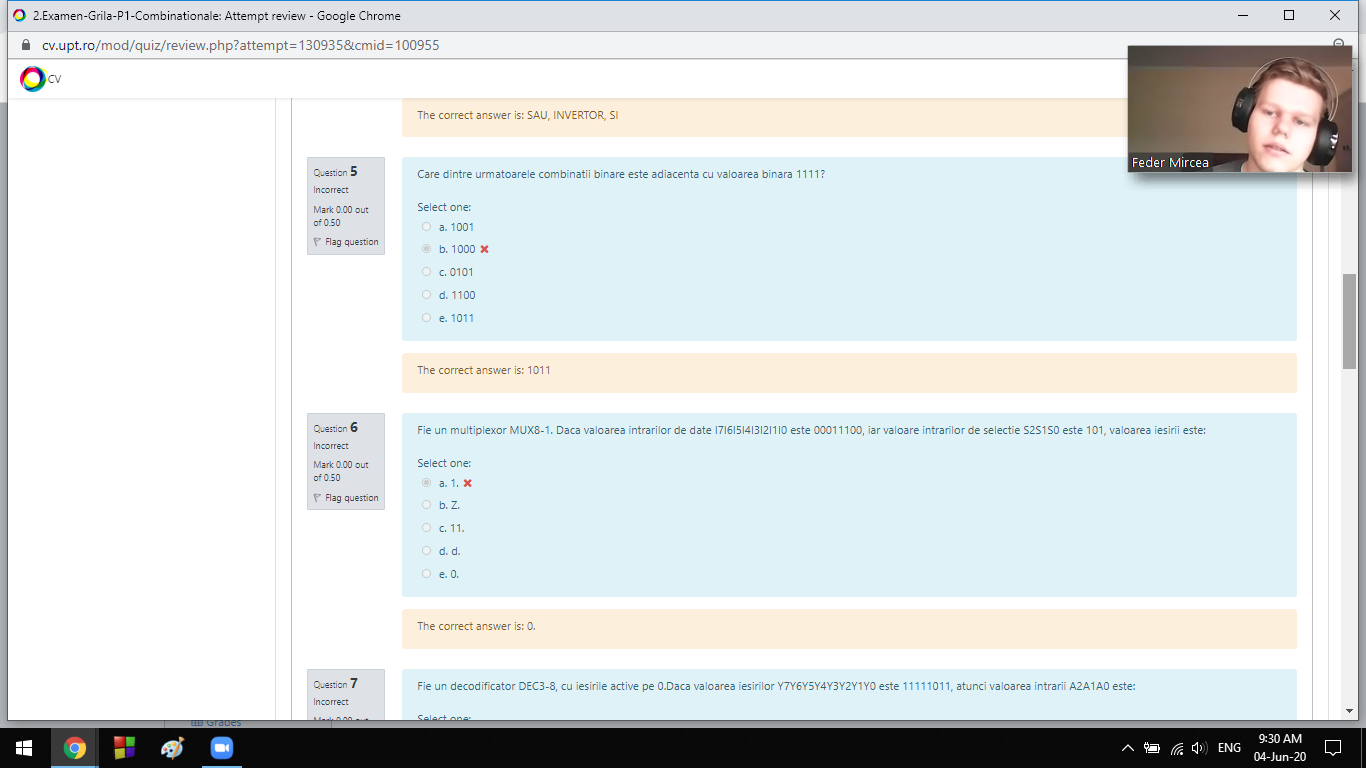 2.Examen-Grila-P1-Combinationale: Attempt review - Google Chrome
cv.upt.ro/mod/quiz/review.php?attempt=130935&cmid=100955
CV
Feder Mircea
The correct answer is: SAU, INVERTOR, SI
Question 5
Incorrect
Mark 0.00 out
of 0.50
Flag question
Care dintre urmatoarele combinatii binare este adiacenta cu valoarea binara 1111?
Select one:
a. 1001
b. 1000
c. 0101
d. 1100
e. 1011
The correct answer is: 1011
Question 6
Incorrect
Mark 0.00 out
of 0.50
Flag question
Fie un multiplexor MUX8-1. Daca valoarea intrarilor de date I7I6I5I4I3I2I1I0 este 00011100, iar valoare intrarilor de selectie S2S1S0 este 101, valoarea iesirii este:
Select one:
a. 1.
b. Z.
c. 11.
d. d.
e. 0.
The correct answer is: 0.
Question 7
Incorrect
Mark 0.00 out
Fie un decodificator DEC3-8, cu iesirile active pe 0.Daca valoarea iesirilor Y7Y6Y5Y4Y3Y2Y1Y0 este 11111011, atunci valoarea intrarii A2A1A0 este:
Select one:
Grades
ENG
9:30 AM
04-Jun-20